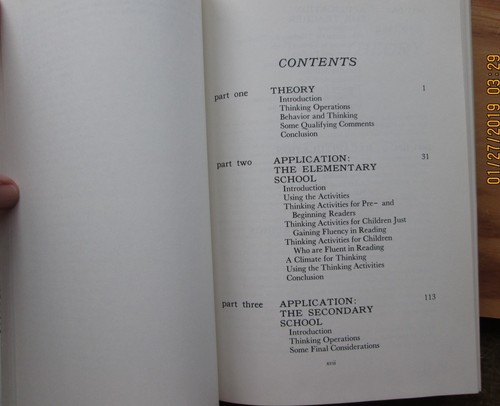 CONTENTS
part one THEORY 1
Introduction
Thinking Operations
Behavior and Thinking
Some Qualifying Comments
Conclusion
part two APPLICATION: 31
THE ELEMENTARY
SCHOOL
Introduction
Using the Activities
Thinking Activities for Pre- and
Beginning Readers
Thinking Activities for Children Just
Gaining Fluency in Reading
Thinking Activities for Children
Who are Fluent in Reading
A Climate for Thinking
Using the Thinking Activities
Conclusion
part three APPLICATION: 113
THE SECONDARY
SCHOOL
Introduction
Thinking Operations
Some Final Considerations
xvii
01/27/2019 03:29